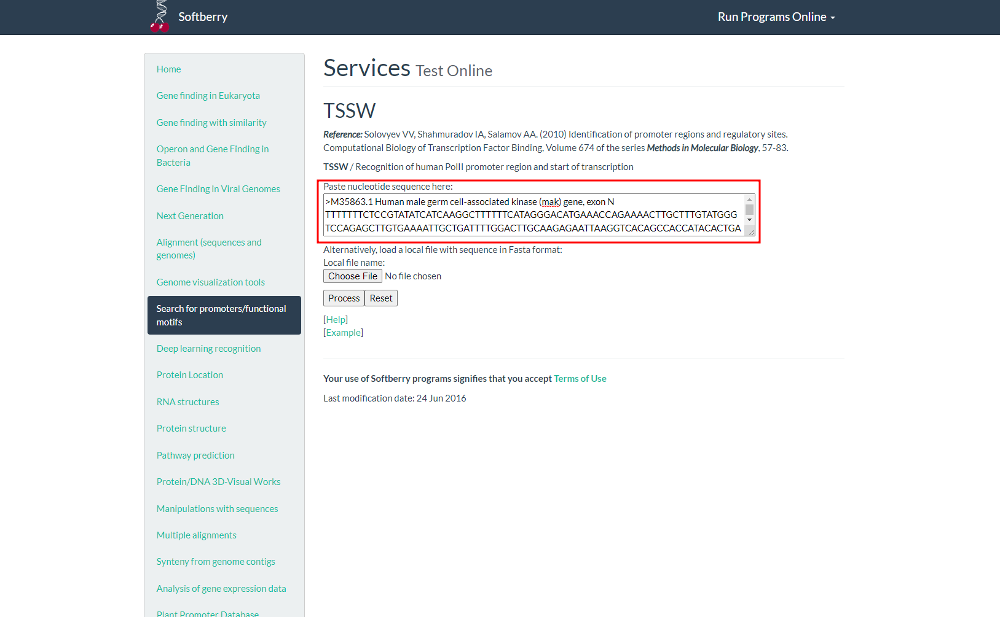 Softberry
Run Programs Online
Home
Gene finding in Eukaryota
Gene finding with similarity
Operon and Gene Finding in
Bacteria
Gene Finding in Viral Genomes
Next Generation
Alignment (sequences and
genomes)
Genome visualization tools
Search for promoters/functional
motifs
Deep learning recognition
Protein Location
RNA structures
Protein structure
Pathway prediction
Protein/DNA 3D-Visual Works
Manipulations with sequences
Multiple alignments
Synteny from genome contigs
Analysis of gene expression data
Plant Promoter Database
Services Test Online
TSSW
Reference: Solovyev VV, Shahmuradov IA, Salamov AA. (2010) Identification of promoter regions and regulatory sites.
Computational Biology of Transcription Factor Binding, Volume 674 of the series Methods in Molecular Biology, 57-83.
TSSW / Recognition of human PolII promoter region and start of transcription
Paste nucleotide sequence here:
>M35863.1 Human male germ cell-associated kinase (mak) gene, exon N
TTTTTTTCTCCGTATATCATCAAGGCTTTTTTCATAGGGACATGAAACCAGAAAACTTGCTTTGTATGGG
TCCAGAGCTTGTGAAAATTGCTGATTTTGGACTTGCAAGAGAATTAAGGTCACAGCCACCATACACTGA
Alternatively, load a local file with sequence in Fasta format:
Local file name:
Choose File No file chosen
Process Reset
[Help]
[Example]
Your use of Softberry programs signifies that you accept Terms of Use
Last modification date: 24 Jun 2016